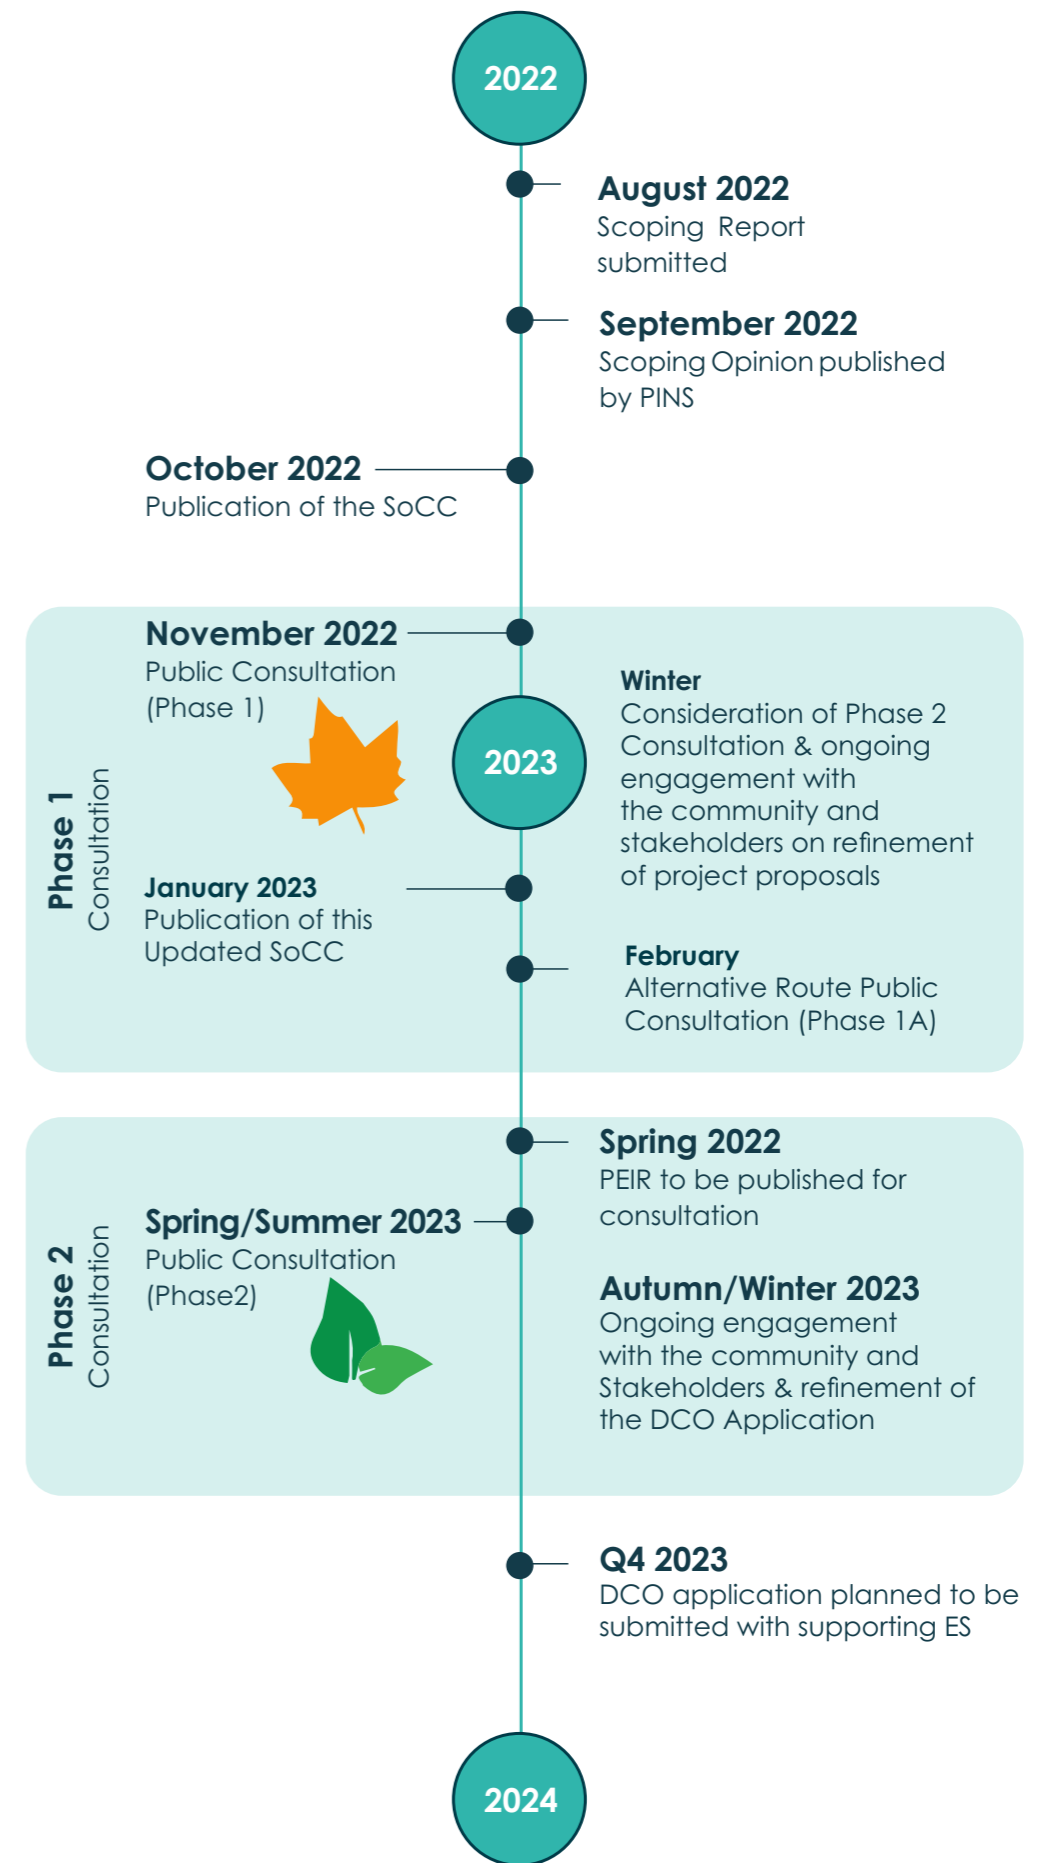 2022
August 2022
Scoping Report
submitted
September 2022
Scoping Opinion published
by PINS
October 2022
Publication of the SoCC
Phase 1
Consultation
November 2022
Public Consultation
(Phase 1)
2023
Winter
Consideration of Phase 2
Consultation & ongoing
engagement with
the community and
stakeholders on refinement
of project proposals
January 2023
Publication of this
Updated SoCC
February
Alternative Route Public
Consultation (Phase 1A)
Phase 2
Consultation
Spring 2022
PEIR to be published for
consultation
Spring/Summer 2023
Public Consultation
(Phase2)
Autumn/Winter 2023
Ongoing engagement
with the community and
Stakeholders & refinement of
the DCO Application
Q4 2023
DCO application planned to be
submitted with supporting ES
2024